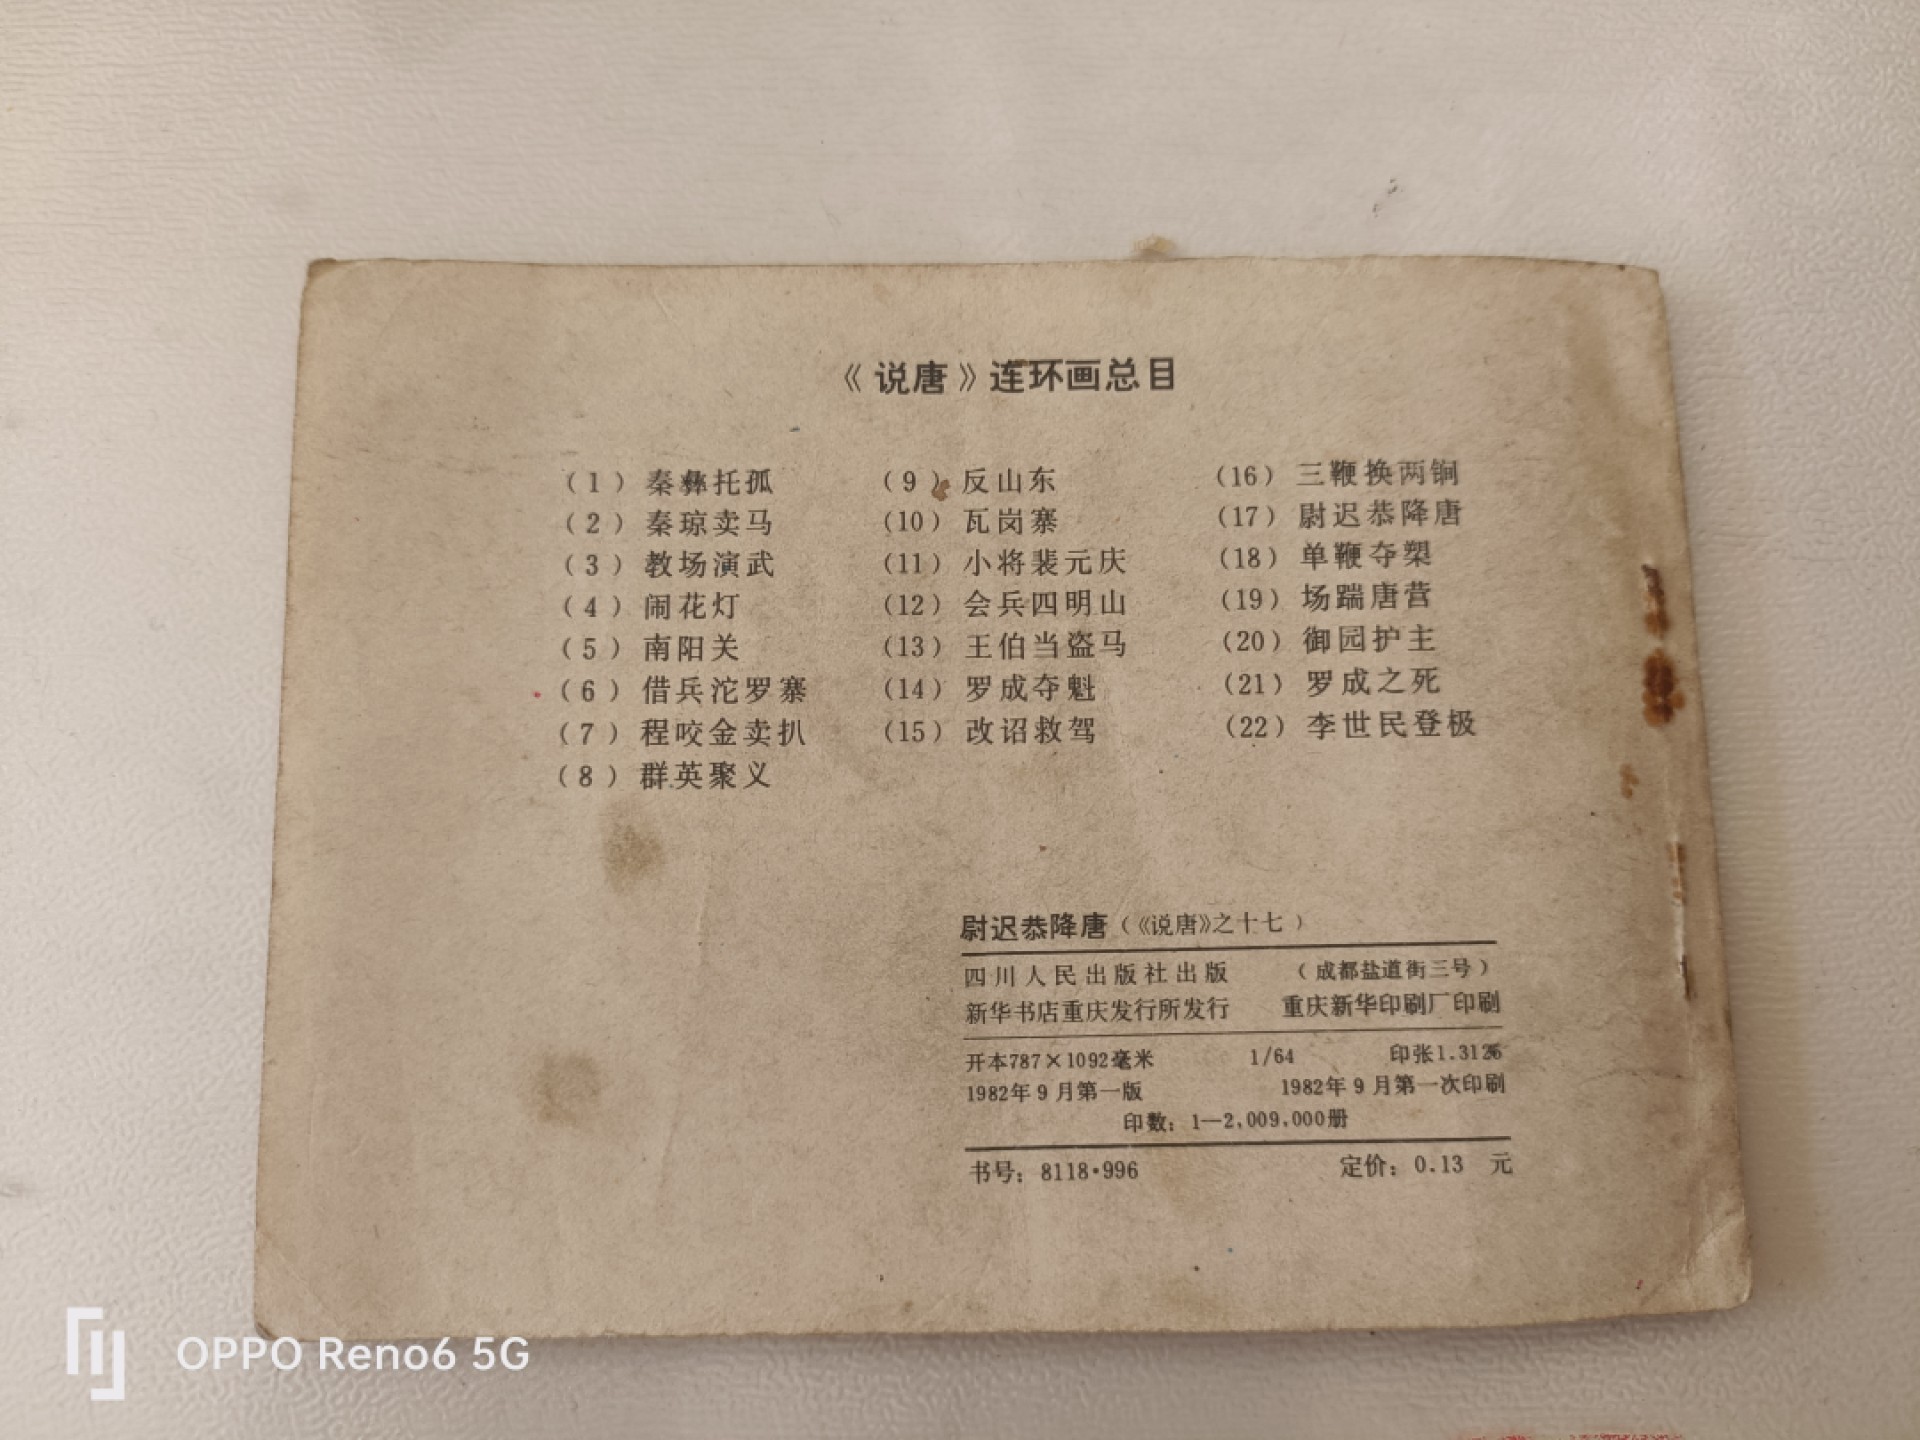 《说唐》连环画总目
（1）秦彝托孤
（2）秦琼卖马
（3）教场演武
（4）闹花灯
（5）南阳关
（6）借兵沱罗寨
（7）程咬金卖扒
（8）群英聚义
（9）反山东
（10）瓦岗寨
（11）小将裴元庆
（12）会兵四明山
（13）王伯当盗马
（14）罗成夺魁
（15）改诏救驾
（16）三鞭换两锏
（17）尉迟恭降唐
（18）单鞭夺槊
（19）场踹唐营
（20）御园护主
（21）罗成之死
（22）李世民登极
尉迟恭降唐（《说唐》之十七）
四川人民出版社出版 （成都盐道街三号）
新华书店重庆发行所发行 重庆新华印刷厂印刷
开本787×1092毫米 1/64 印张1.3125
1982年9月第一版 1982年9月第一次印刷
印数：1—2,009,000册
书号：8118·996 定价：0.13 元
OPPO Reno6 5G